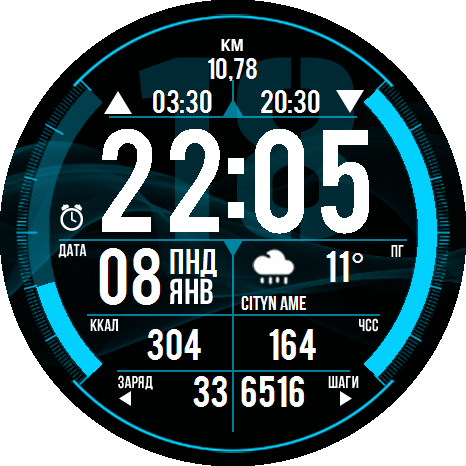 КМ
10,78
03:30 20:30
22:05
ДАТА ПГ
08 ПНД ЯНВ 11°
CITYN AME
ККАЛ ЧСС
304 164
ЗАРЯД 33 6516 ШАГИ